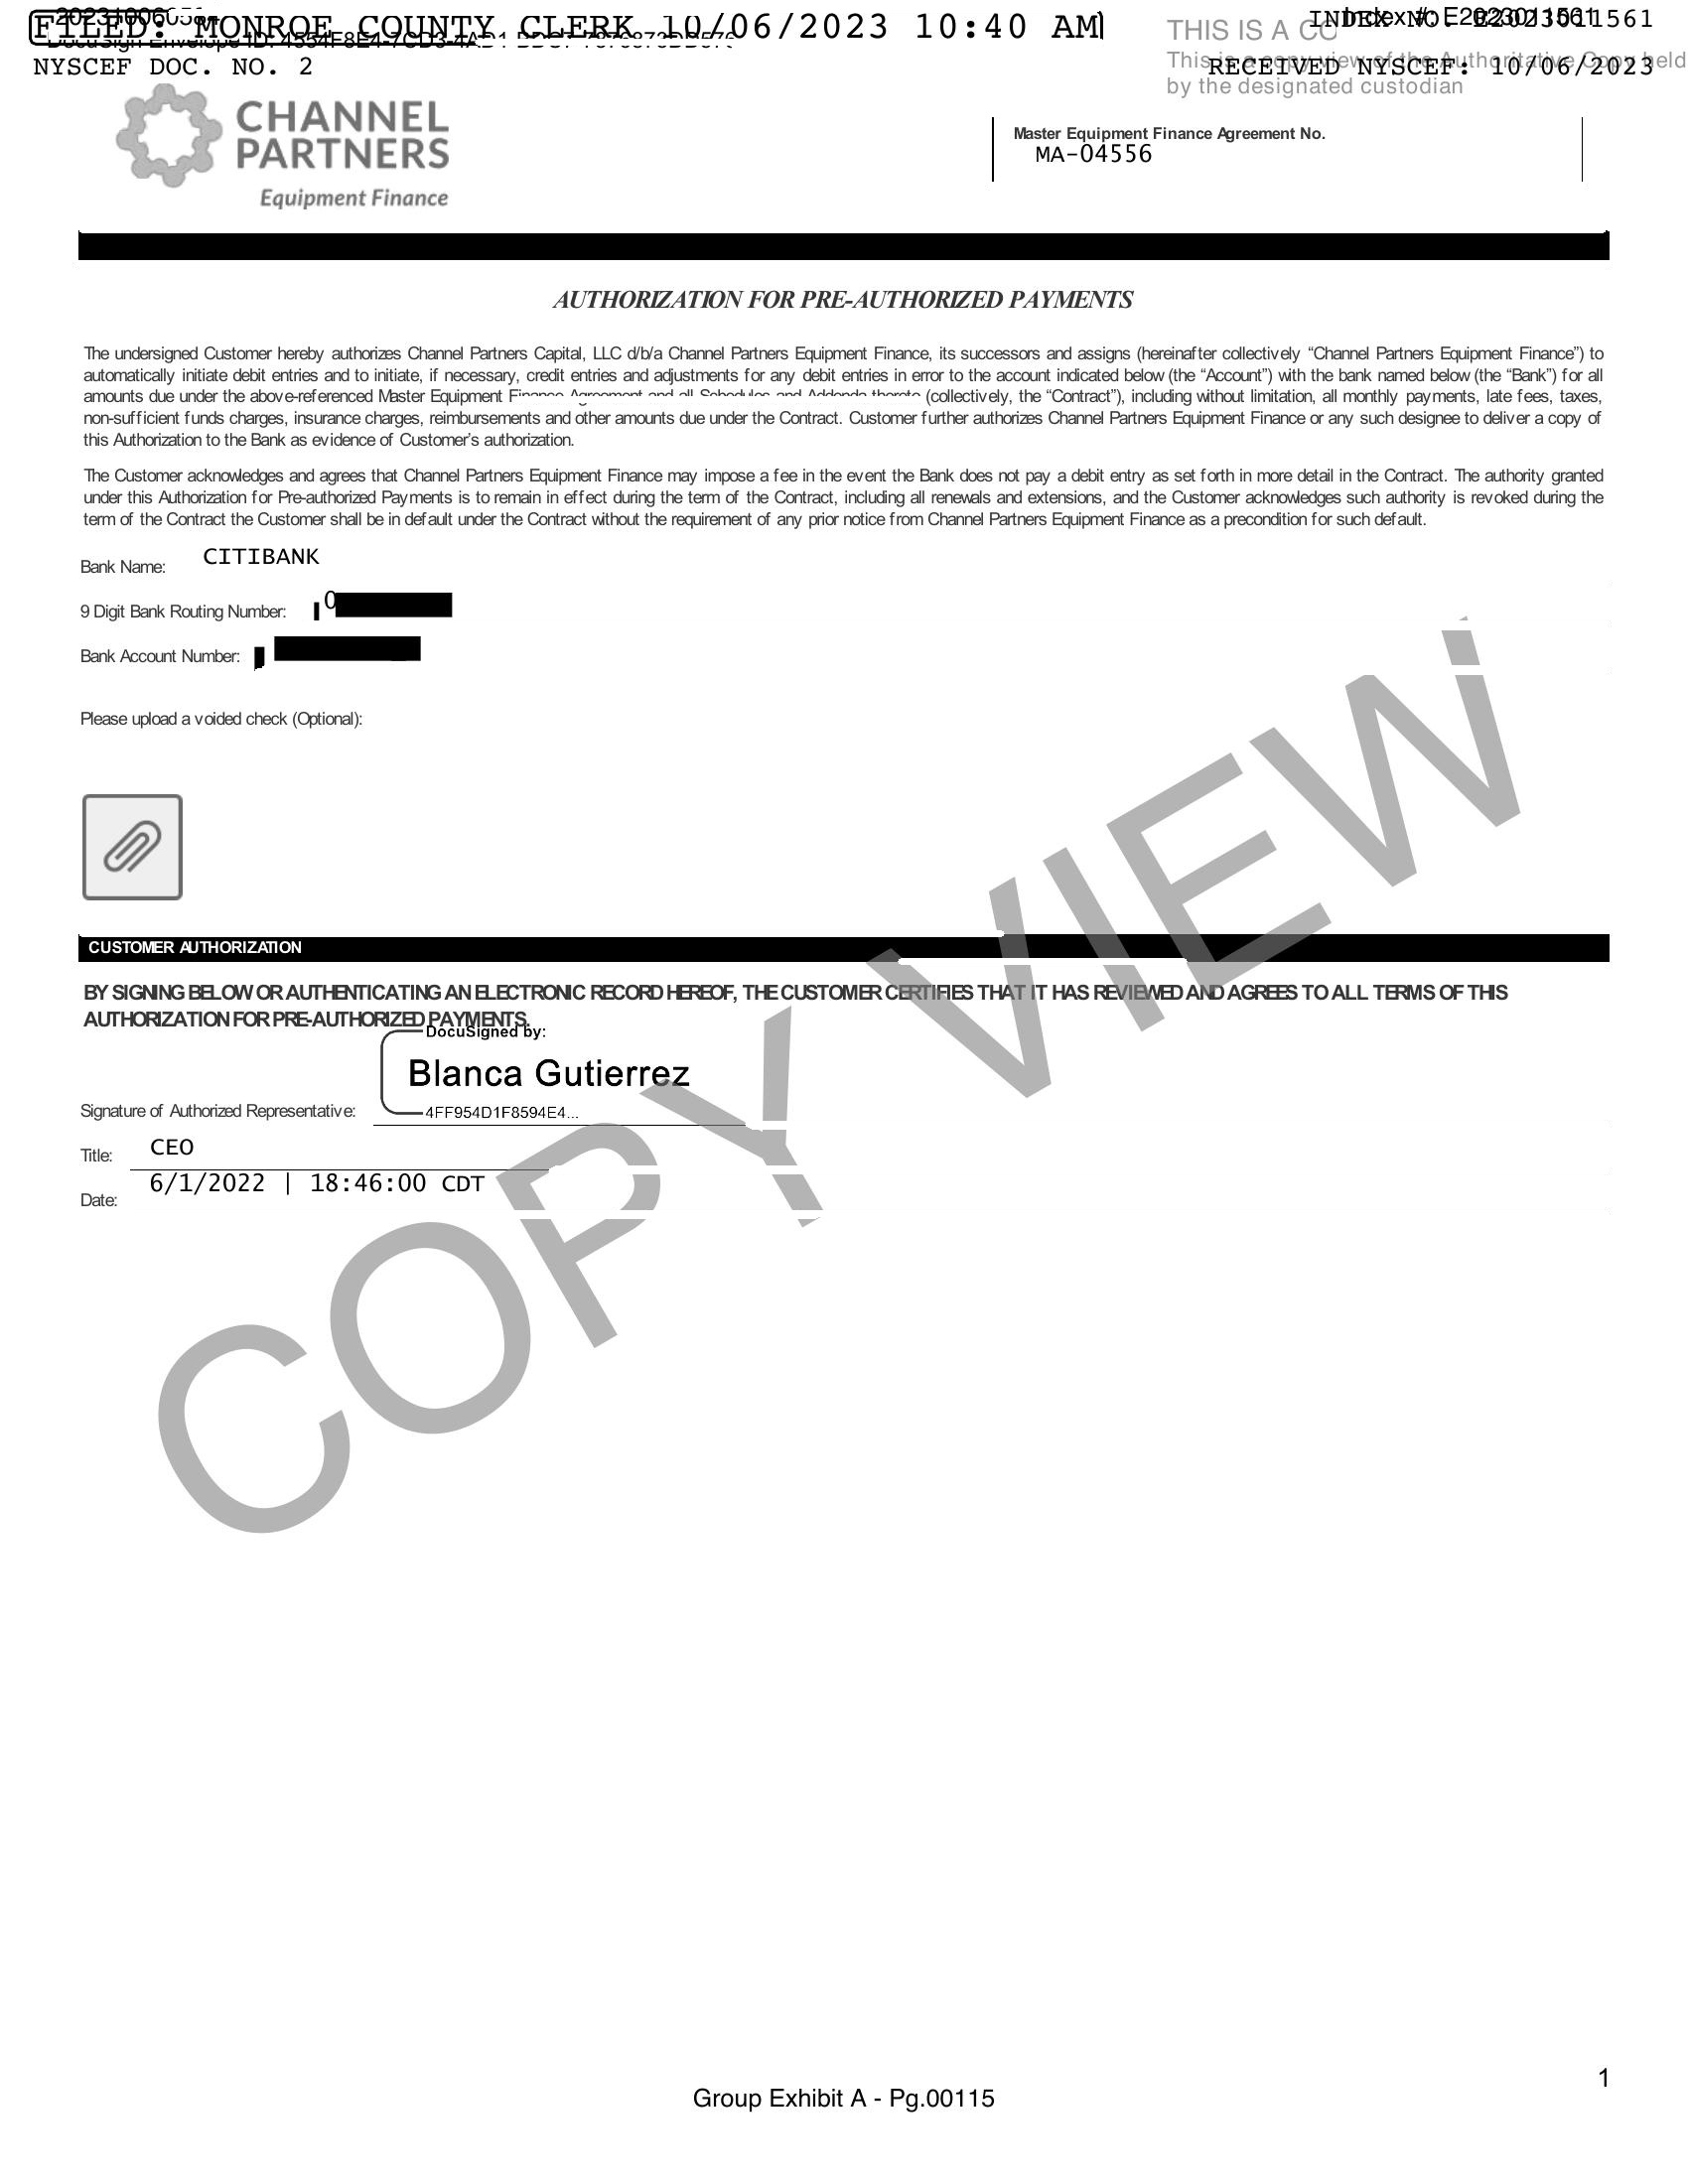 FILED: MONROE COUNTY CLERK 10/06/2023 10:40 AM
INDEX NO. E2023011561
NYSCEF DOC. NO. 2
RECEIVED NYSCEF: 10/06/2023
THIS IS A
This is a copy view of the Authoritative Copy held
by the designated custodian
CHANNEL
PARTNERS
Equipment Finance
Master Equipment Finance Agreement No.
MA-04556
AUTHORIZATION FOR PRE-AUTHORIZED PAYMENTS
The undersigned Customer hereby authorizes Channel Partners Capital, LLC d/b/a Channel Partners Equipment Finance, its successors and assigns (hereinafter collectively “Channel Partners Equipment Finance”) to
automatically initiate debit entries and to initiate, if necessary, credit entries and adjustments for any debit entries in error to the account indicated below (the “Account”) with the bank named below (the “Bank”) for all
amounts due under the above-referenced Master Equipment Finance Agreement and all Schedules and Addenda thereto (collectively, the “Contract”), including without limitation, all monthly payments, late fees, taxes,
non-sufficient funds charges, insurance charges, reimbursements and other amounts due under the Contract. Customer further authorizes Channel Partners Equipment Finance or any such designee to deliver a copy of
this Authorization to the Bank as evidence of Customer’s authorization.
The Customer acknowledges and agrees that Channel Partners Equipment Finance may impose a fee in the event the Bank does not pay a debit entry as set forth in more detail in the Contract. The authority granted
under this Authorization for Pre-authorized Payments is to remain in effect during the term of the Contract, including all renewals and extensions, and the Customer acknowledges such authority is revoked during the
term of the Contract the Customer shall be in default under the Contract without the requirement of any prior notice from Channel Partners Equipment Finance as a precondition for such default.
Bank Name: CITIBANK
9 Digit Bank Routing Number: 0
Bank Account Number:
Please upload a voided check (Optional):
CUSTOMER AUTHORIZATION
BY SIGNING BELOW OR AUTHENTICATING AN ELECTRONIC RECORD HEREOF, THE CUSTOMER CERTIFIES THAT IT HAS REVIEWED AND AGREES TO ALL TERMS OF THIS
AUTHORIZATION FOR PRE-AUTHORIZED PAYMENTS.
DocuSigned by:
Blanca Gutierrez
Signature of Authorized Representative:
4FF954D1F8594E4...
Title: CEO
Date: 6/1/2022 | 18:46:00 CDT
COPY VIEW
1
Group Exhibit A - Pg.00115